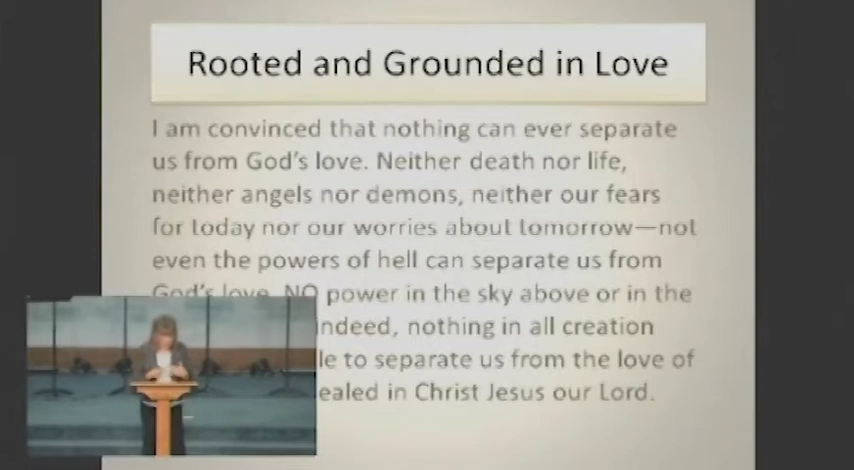 Rooted and Grounded in Love
I am convinced that nothing can ever separate
us from God's love. Neither death nor life,
neither angels nor demons, neither our fears
for today nor our worries about tomorrow—not
even the powers of hell can separate us from
God's love. NO power in the sky above or in the
indeed, nothing in all creation
le to separate us from the love of
ealed in Christ Jesus our Lord.